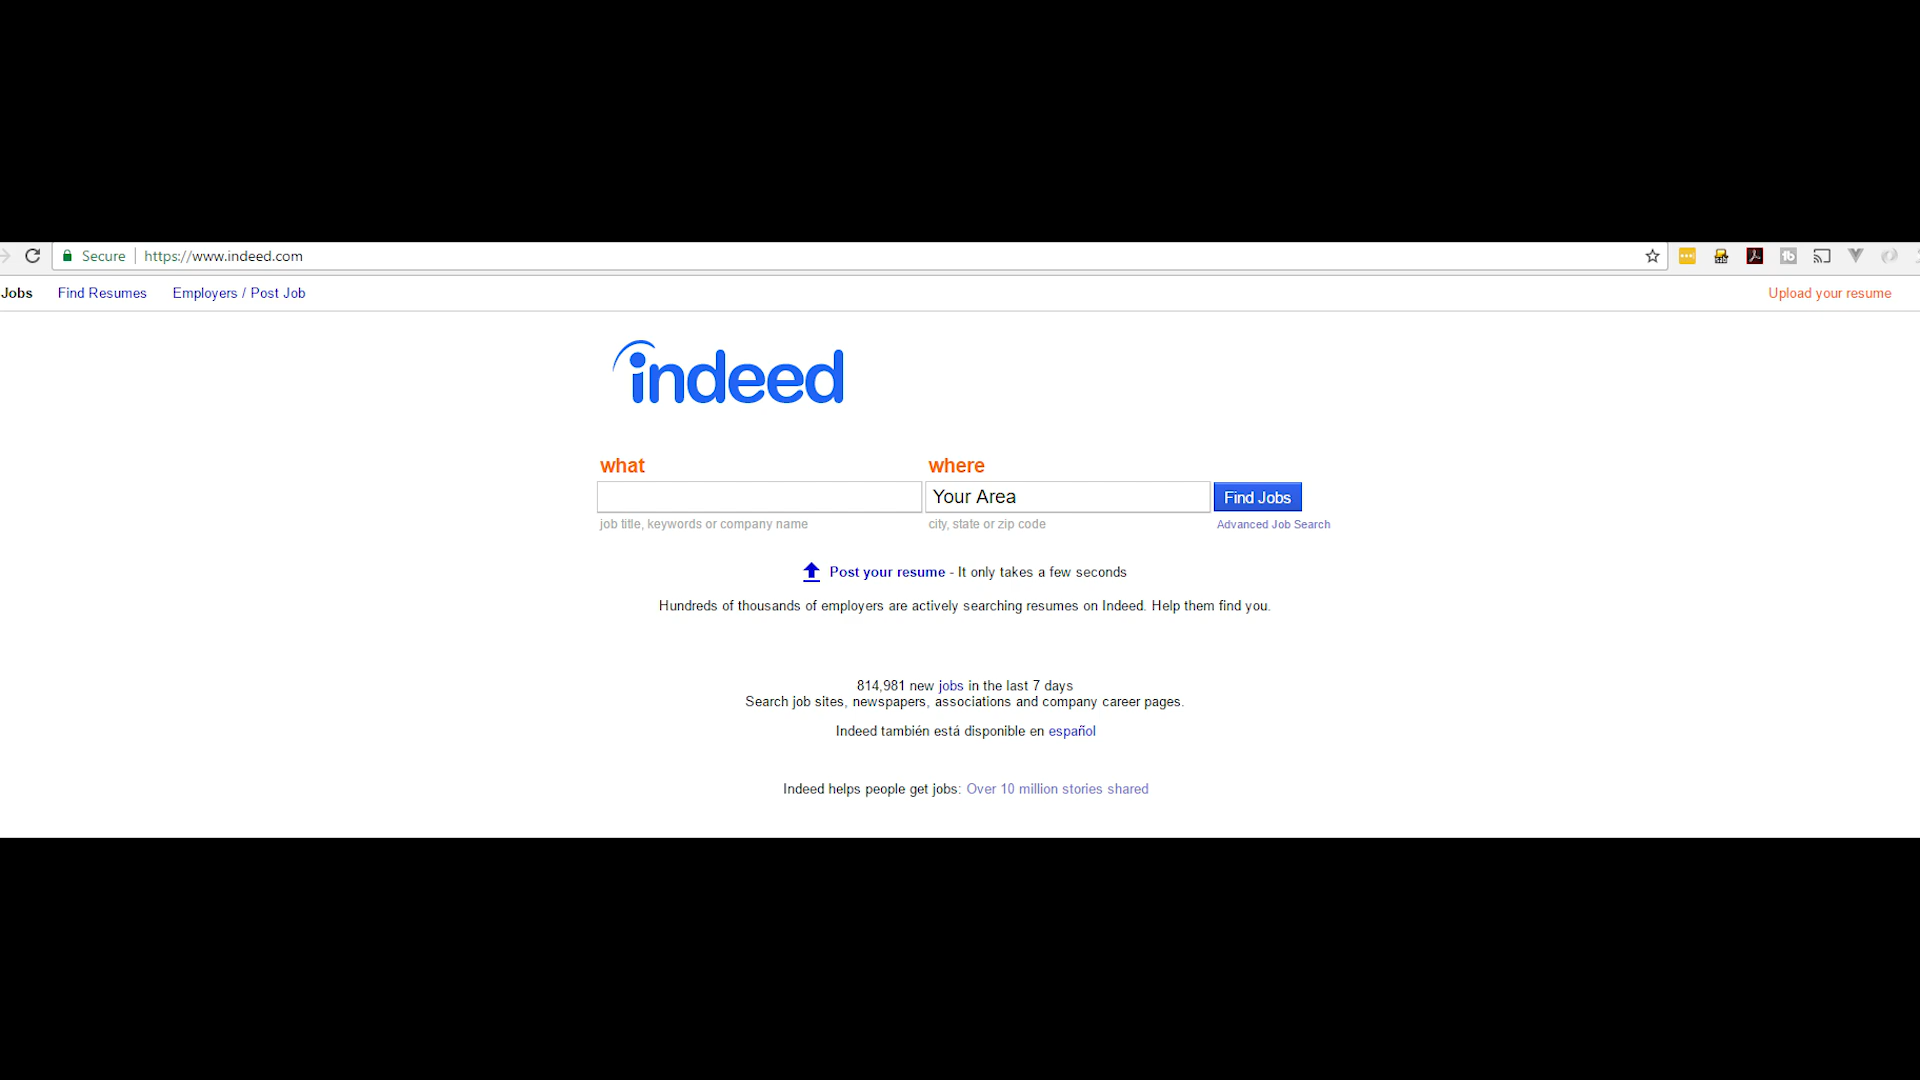 Secure https://www.indeed.com
Jobs Find Resumes Employers / Post Job Upload your resume
indeed
what where
Your Area Find Jobs
job title, keywords or company name city, state or zip code Advanced Job Search
Post your resume - It only takes a few seconds
Hundreds of thousands of employers are actively searching resumes on Indeed. Help them find you.
814,981 new jobs in the last 7 days
Search job sites, newspapers, associations and company career pages.
Indeed también está disponible en español
Indeed helps people get jobs: Over 10 million stories shared